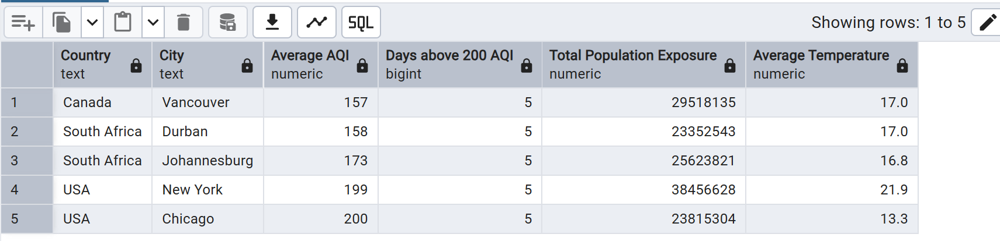 SQL Showing rows: 1 to 5
Country City Average AQI Days above 200 AQI Total Population Exposure Average Temperature
text text numeric bigint numeric numeric
1 Canada Vancouver 157 5 29518135 17.0
2 South Africa Durban 158 5 23352543 17.0
3 South Africa Johannesburg 173 5 25623821 16.8
4 USA New York 199 5 38456628 21.9
5 USA Chicago 200 5 23815304 13.3